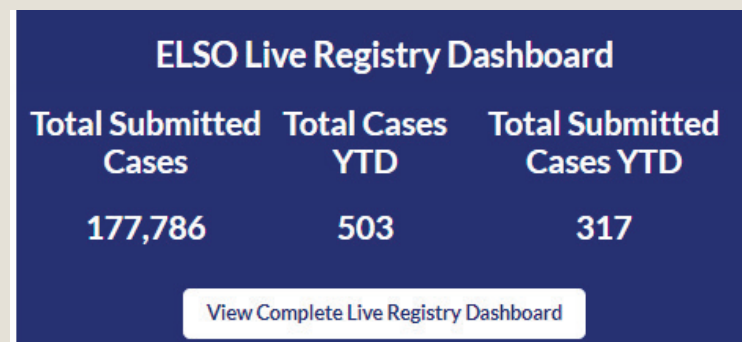 ELSO Live Registry Dashboard
Total Submitted Cases
Total Cases YTD
Total Submitted Cases YTD
177,786
503
317
View Complete Live Registry Dashboard